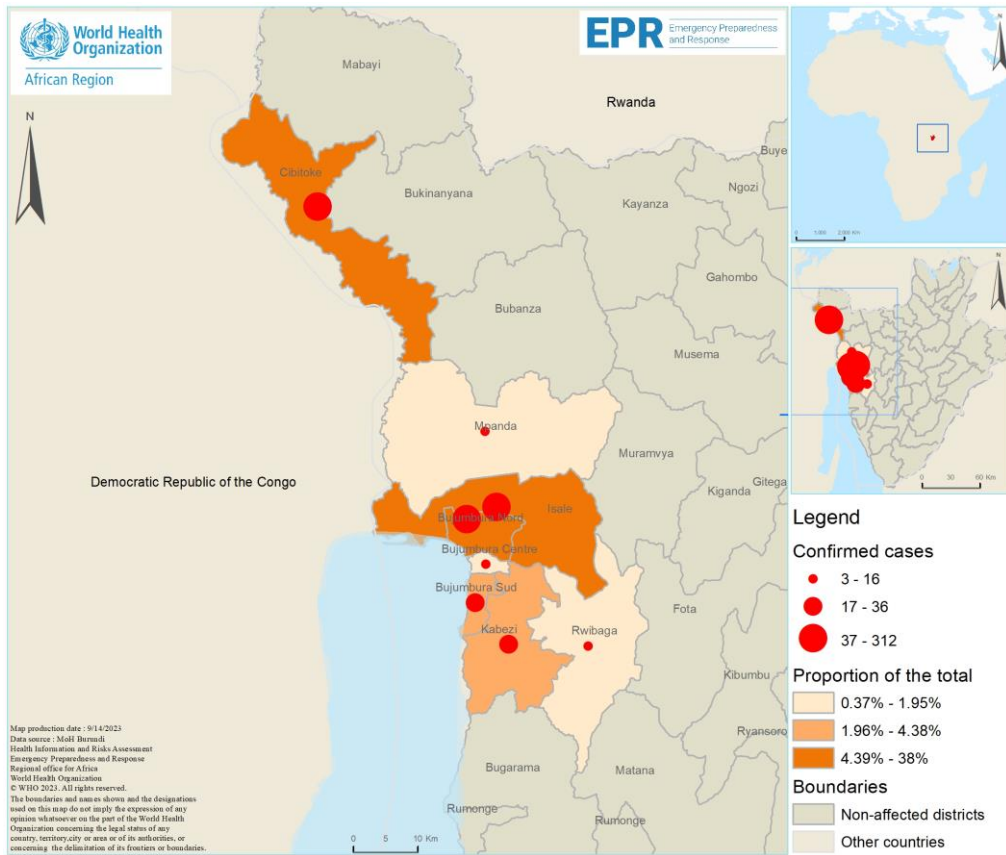 World Health
Organization
African Region
EPR
Emergency Preparedness
and Response
N
Mabayi
Rwanda
Cibitoke
Bukinanyana
Kayanza
Ngozi
Buye
Gahombo
Bubanza
Musema
Mpanda
Muramvya
Kiganda
Gitega
Democratic Republic of the Congo
Isale
Bujumbura Nord
Bujumbura Centre
Bujumbura Sud
Kabezi
Rwibaga
Fota
Kibumbu
Ryansoro
Bugarama
Matana
Rumonge
Rumonge
Map production date : 9/14/2023
Data source : MoH Burundi
Health Information and Risks Assessment
Emergency Preparedness and Response
Regional office for Africa
World Health Organization
© WHO 2023. All rights reserved.
The boundaries and names shown and the designations
used on this map do not imply the expression of any
opinion whatsoever on the part of the World Health
Organization concerning the legal status of any
country, territory,city or area or of its authorities, or
concerning the delimitation of its frontiers or boundaries.
0 5 10 Km
N
0 1 000 2 000 Km
N
0 30 60 Km
Legend
Confirmed cases
3 - 16
17 - 36
37 - 312
Proportion of the total
0.37% - 1.95%
1.96% - 4.38%
4.39% - 38%
Boundaries
Non-affected districts
Other countries